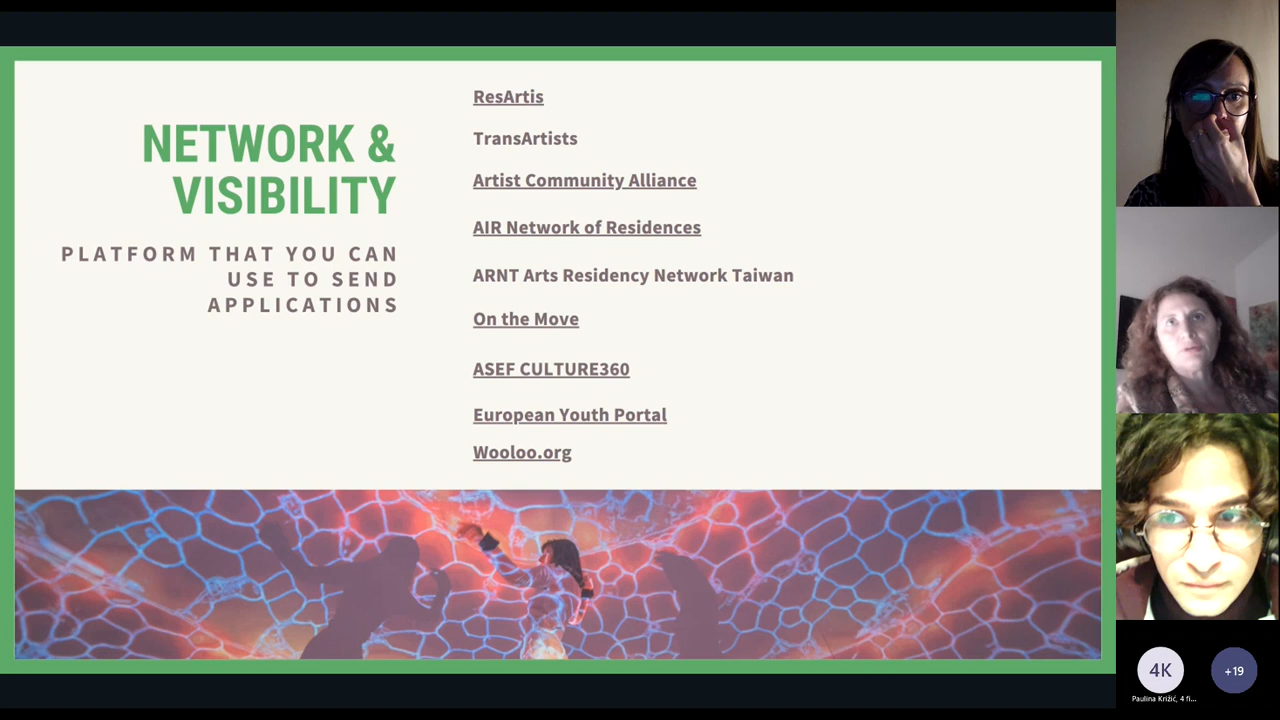 NETWORK &
VISIBILITY
PLATFORM THAT YOU CAN
USE TO SEND
APPLICATIONS
ResArtis
TransArtists
Artist Community Alliance
AIR Network of Residences
ARNT Arts Residency Network Taiwan
On the Move
ASEF CULTURE360
European Youth Portal
Wooloo.org
4K
+19
Paulina Križić, 4 fi...